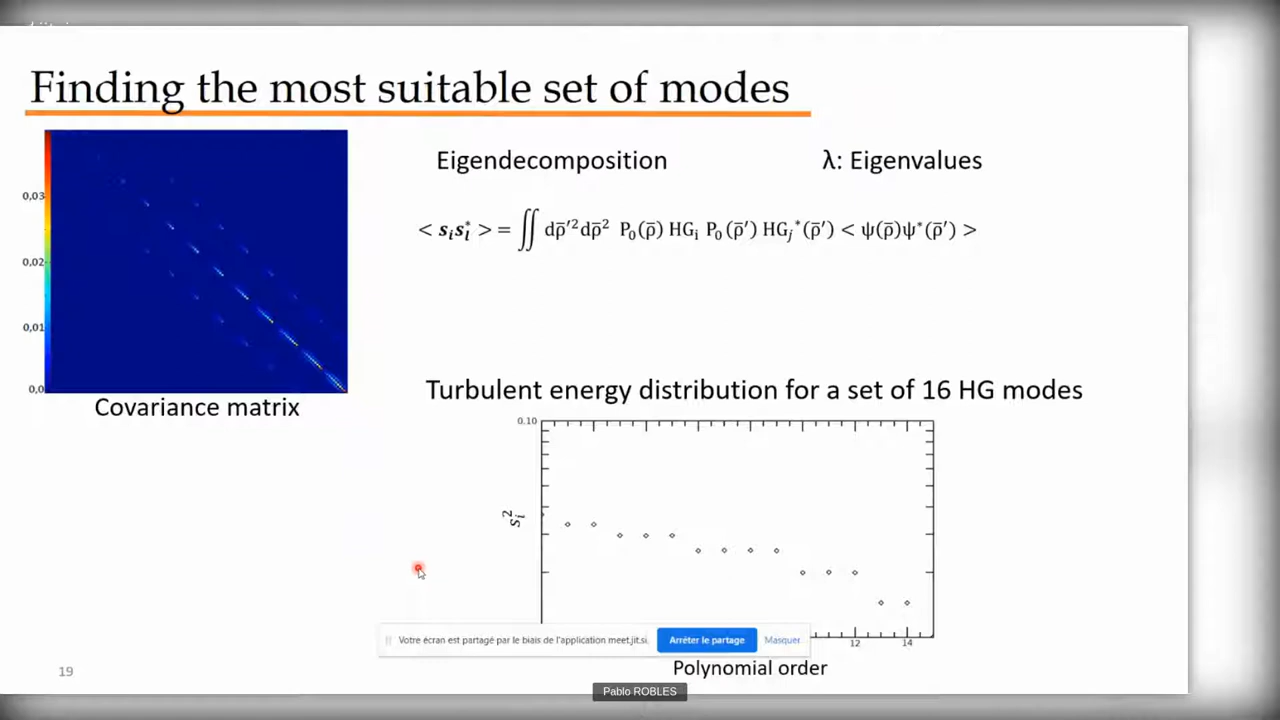 Finding the most suitable set of modes
Eigendecomposition
λ: Eigenvalues
0,03
0,02
0,01
0,0
Covariance matrix
< s_i s_l^* > = ∬ dρ̄′² dρ̄² P₀(ρ̄) HG_i P₀(ρ̄′) HG_j^*(ρ̄′) < ψ(ρ̄)ψ*(ρ̄′) >
Turbulent energy distribution for a set of 16 HG modes
0.10
s_i^2
12
14
Polynomial order
Votre écran est partagé par le biais de l'application meet.jit.si.
Arrêter le partage
Masquer
19
Pablo ROBLES